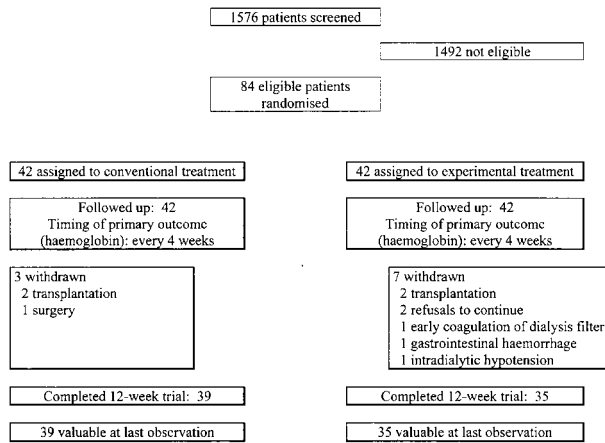 1576 patients screened
1492 not eligible
84 eligible patients
randomised
42 assigned to conventional treatment
42 assigned to experimental treatment
Followed up: 42
Timing of primary outcome
(haemoglobin): every 4 weeks
Followed up: 42
Timing of primary outcome
(haemoglobin): every 4 weeks
3 withdrawn
2 transplantation
1 surgery
7 withdrawn
2 transplantation
2 refusals to continue
1 early coagulation of dialysis filter
1 gastrointestinal haemorrhage
1 intradialytic hypotension
Completed 12-week trial: 39
Completed 12-week trial: 35
39 valuable at last observation
35 valuable at last observation